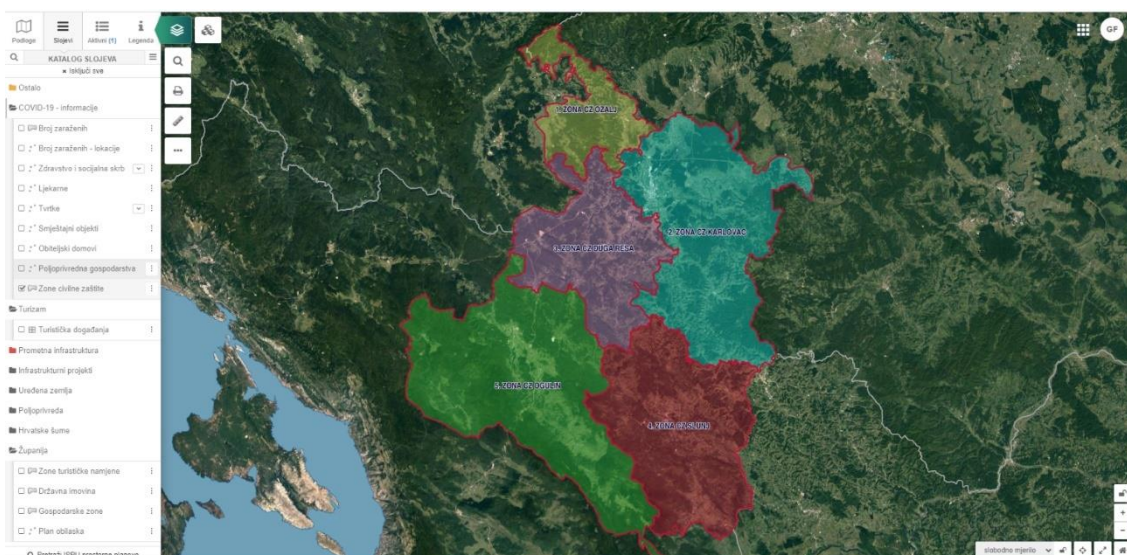 Podloge
Slojevi
Aktivni (1)
Legenda
KATALOG SLOJEVA
× Isključi sve
Ostalo
COVID-19 - informacije
Broj zaraženih
Broj zaraženih - lokacije
Zdravstvo i socijalna skrb
Ljekarne
Tvrtke
Smještajni objekti
Obiteljski domovi
Poljoprivredna gospodarstva
Zone civilne zaštite
Turizam
Turistička događanja
Prometna infrastruktura
Infrastrukturni projekti
Uređena zemlja
Poljoprivreda
Hrvatske šume
Županija
Zone turističke namjene
Državna imovina
Gospodarske zone
Plan obilaska
GF
1. ZONA CZ OZALJ
2. ZONA CZ KARLOVAC
3. ZONA CZ DUGA RESA
5. ZONA CZ OGULIN
4. ZONA CZ SLUNJ
slobodno mjerilo